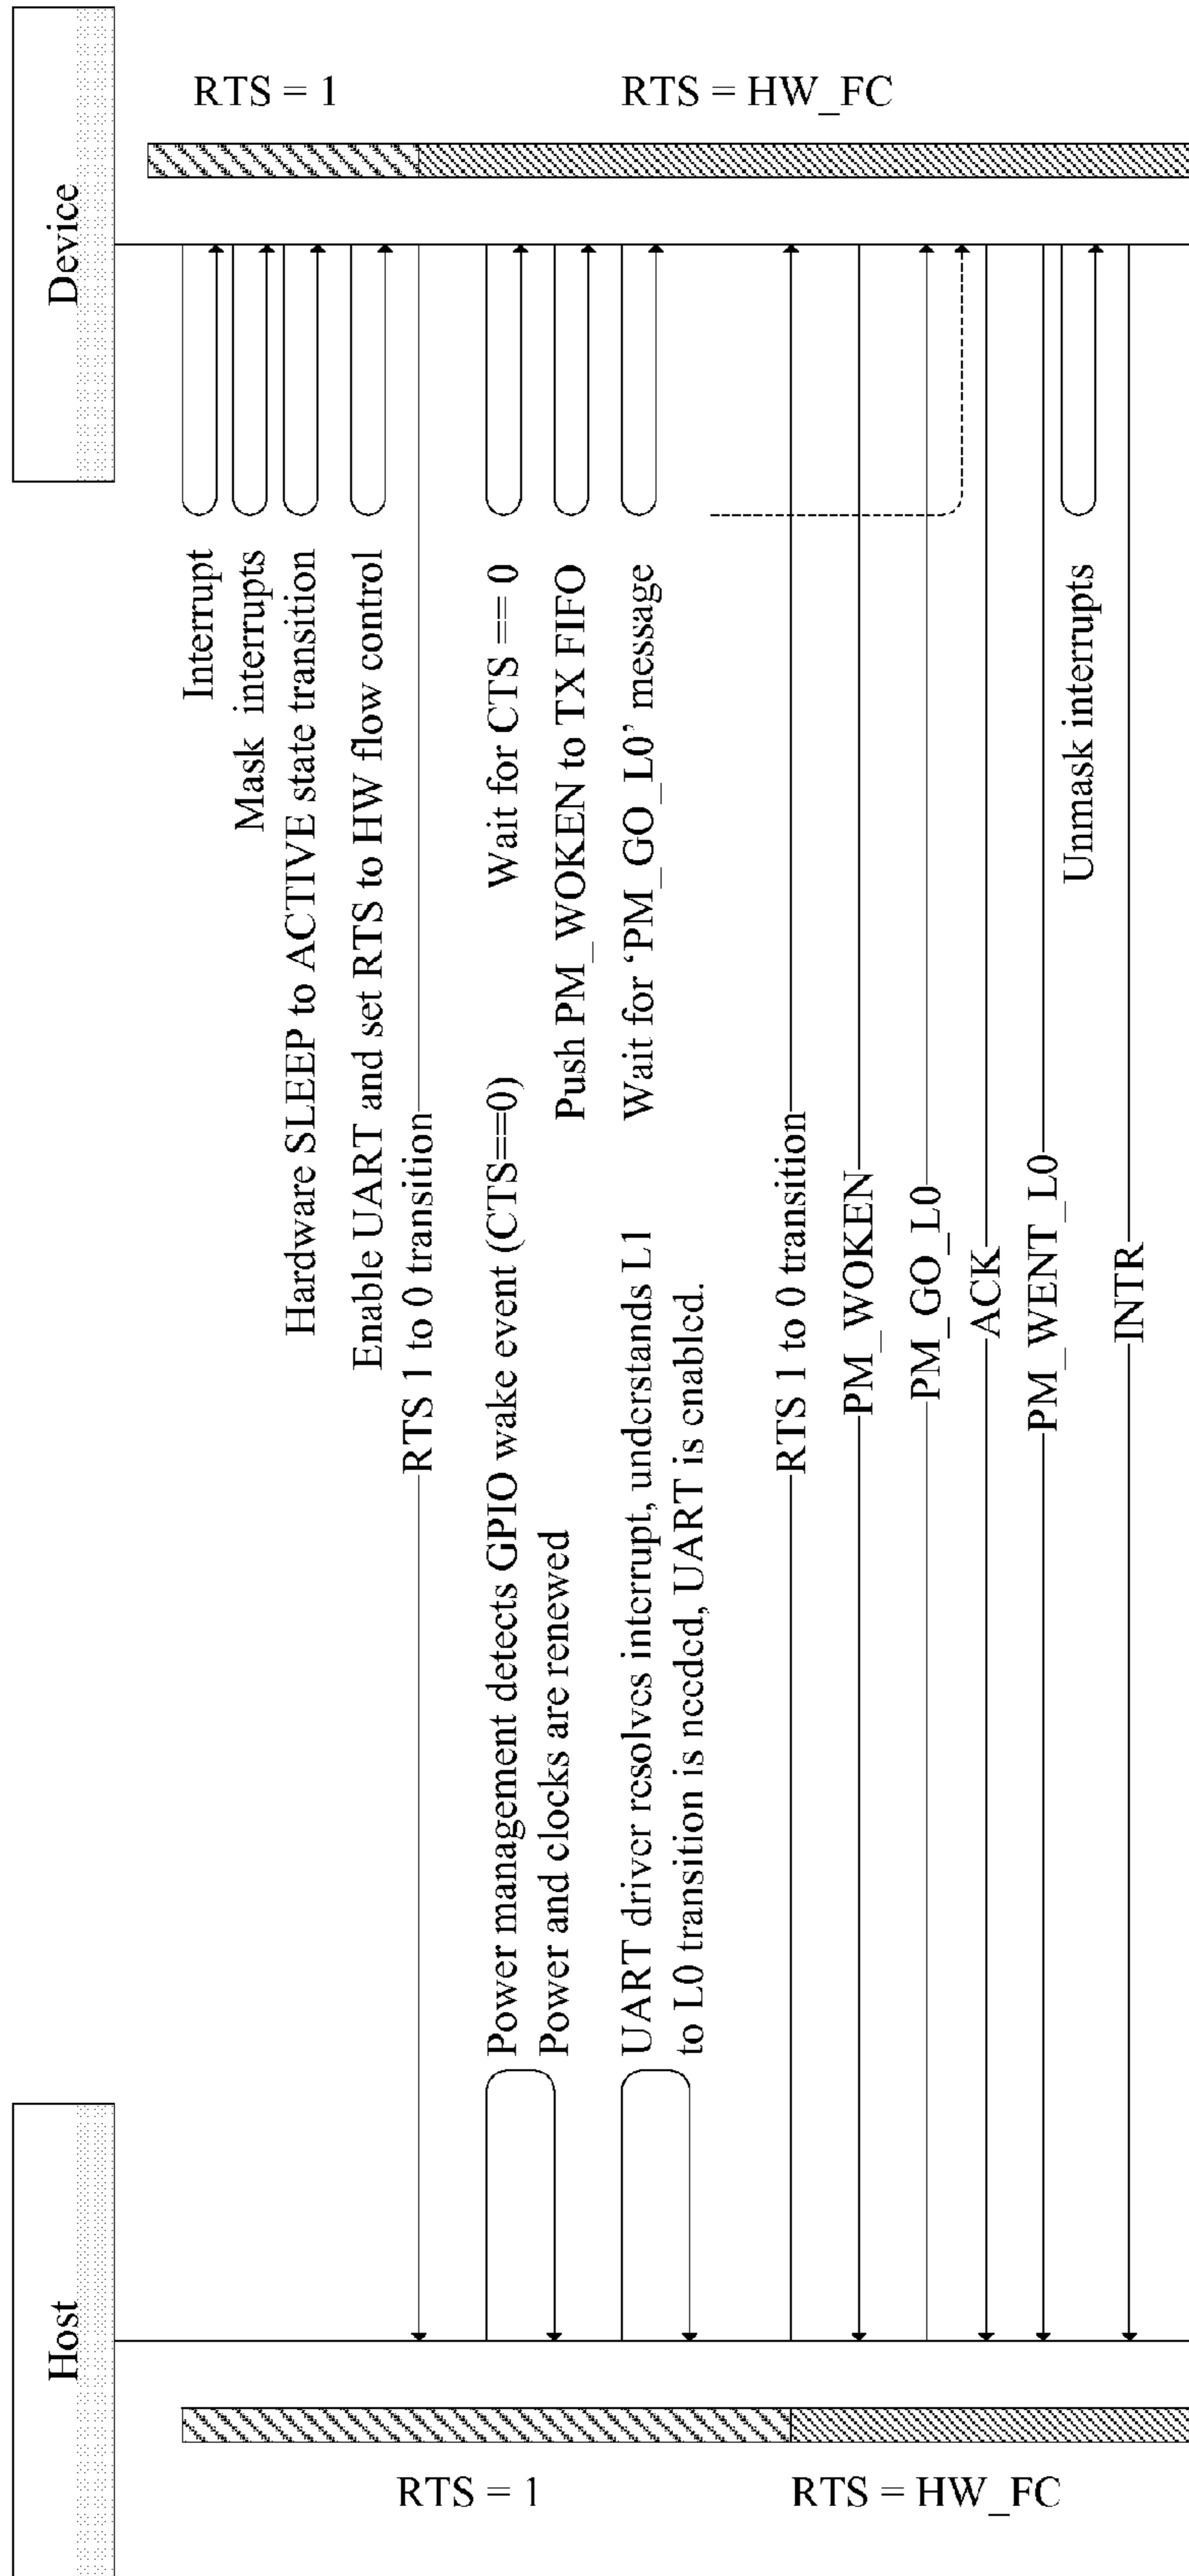 Host
Device
RTS = 1
RTS = 1
Interrupt
Mask interrupts
Hardware SLEEP to ACTIVE state transition
Enable UART and set RTS to HW flow control
RTS 1 to 0 transition
RTS = HW_FC
Power management detects GPIO wake event (CTS==0)
Power and clocks are renewed
Wait for CTS == 0
Push PM_WOKEN to TX FIFO
UART driver resolves interrupt, understands L1
to L0 transition is needed, UART is enabled.
Wait for ‘PM_GO_L0’ message
RTS 1 to 0 transition
RTS = HW_FC
PM_WOKEN
PM_GO_L0
ACK
PM_WENT_L0
Unmask interrupts
INTR